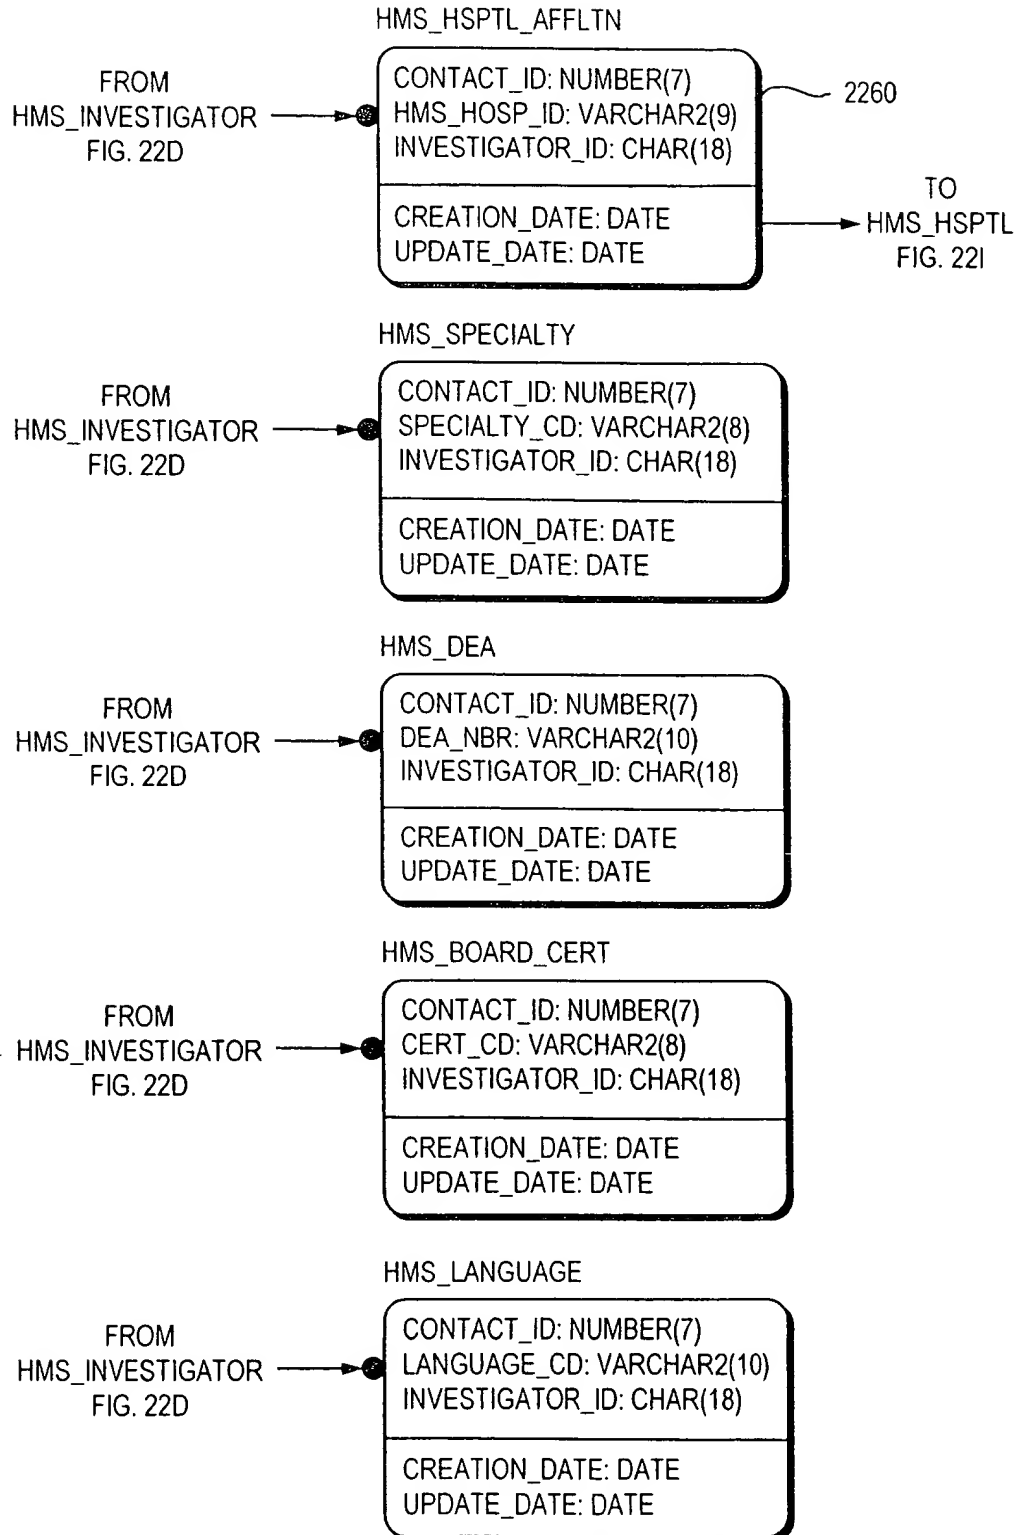 HMS_HSPTL_AFFLTN
FROM
HMS_INVESTIGATOR
FIG. 22D
CONTACT_ID: NUMBER(7)
HMS_HOSP_ID: VARCHAR2(9)
INVESTIGATOR_ID: CHAR(18)
CREATION_DATE: DATE
UPDATE_DATE: DATE
2260
TO
HMS_HSPTL
FIG. 22I
HMS_SPECIALTY
FROM
HMS_INVESTIGATOR
FIG. 22D
CONTACT_ID: NUMBER(7)
SPECIALTY_CD: VARCHAR2(8)
INVESTIGATOR_ID: CHAR(18)
CREATION_DATE: DATE
UPDATE_DATE: DATE
HMS_DEA
FROM
HMS_INVESTIGATOR
FIG. 22D
CONTACT_ID: NUMBER(7)
DEA_NBR: VARCHAR2(10)
INVESTIGATOR_ID: CHAR(18)
CREATION_DATE: DATE
UPDATE_DATE: DATE
HMS_BOARD_CERT
FROM
HMS_INVESTIGATOR
FIG. 22D
CONTACT_ID: NUMBER(7)
CERT_CD: VARCHAR2(8)
INVESTIGATOR_ID: CHAR(18)
CREATION_DATE: DATE
UPDATE_DATE: DATE
HMS_LANGUAGE
FROM
HMS_INVESTIGATOR
FIG. 22D
CONTACT_ID: NUMBER(7)
LANGUAGE_CD: VARCHAR2(10)
INVESTIGATOR_ID: CHAR(18)
CREATION_DATE: DATE
UPDATE_DATE: DATE